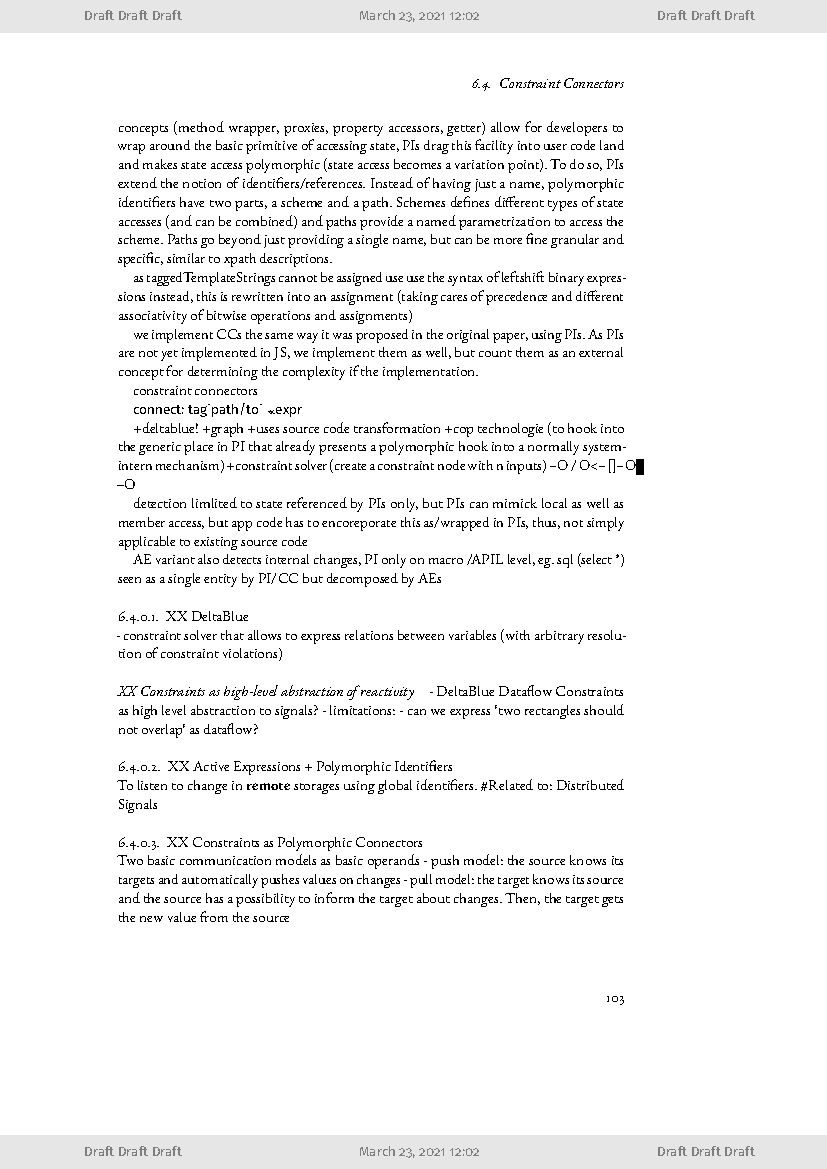 Draft Draft Draft March 23, 2021 12:02 Draft Draft Draft
6.4. Constraint Connectors
concepts (method wrapper, proxies, property accessors, getter) allow for developers to
wrap around the basic primitive of accessing state, PIs drag this facility into user code land
and makes state access polymorphic (state access becomes a variation point). To do so, PIs
extend the notion of identifiers/references. Instead of having just a name, polymorphic
identifiers have two parts, a scheme and a path. Schemes defines different types of state
accesses (and can be combined) and paths provide a named parametrization to access the
scheme. Paths go beyond just providing a single name, but can be more fine granular and
specific, similar to xpath descriptions.
as taggedTemplateStrings cannot be assigned use use the syntax of leftshift binary expres-
sions instead, this is rewritten into an assignment (taking cares of precedence and different
associativity of bitwise operations and assignments)
we implement CCs the same way it was proposed in the original paper, using PIs. As PIs
are not yet implemented in JS, we implement them as well, but count them as an external
concept for determining the complexity if the implementation.
constraint connectors
connect: tag`path/to` «.expr
+deltablue! +graph +uses source code transformation +cop technologie (to hook into
the generic place in PI that already presents a polymorphic hook into a normally system-
intern mechanism) +constraint solver (create a constraint node with n inputs) –O / O<– []–O
–O
detection limlited to state referenced by PIs only, but PIs can mimick local as well as
member access, but app code has to encoreporate this as/wrapped in PIs, thus, not simply
applicable to existing source code
AE variant also detects internal changes, PI only on macro /APIL level, eg. sql (select *)
seen as a single entity by PI/CC but decomposed by AEs
6.4.0.1. XX DeltaBlue
- constraint solver that allows to express relations between variables (with arbitrary resolu-
tion of constraint violations)
XX Constraints as high-level abstraction of reactivity - DeltaBlue Dataflow Constraints
as high level abstraction to signals? - limitations: - can we express 'two rectangles should
not overlap' as dataflow?
6.4.0.2. XX Active Expressions + Polymorphic Identifiers
To listen to change in remote storages using global identifiers. #Related to: Distributed
Signals
6.4.0.3. XX Constraints as Polymorphic Connectors
Two basic communication models as basic operands - push model: the source knows its
targets and automatically pushes values on changes - pull model: the target knows its source
and the source has a possibility to inform the target about changes. Then, the target gets
the new value from the source
103
Draft Draft Draft March 23, 2021 12:02 Draft Draft Draft